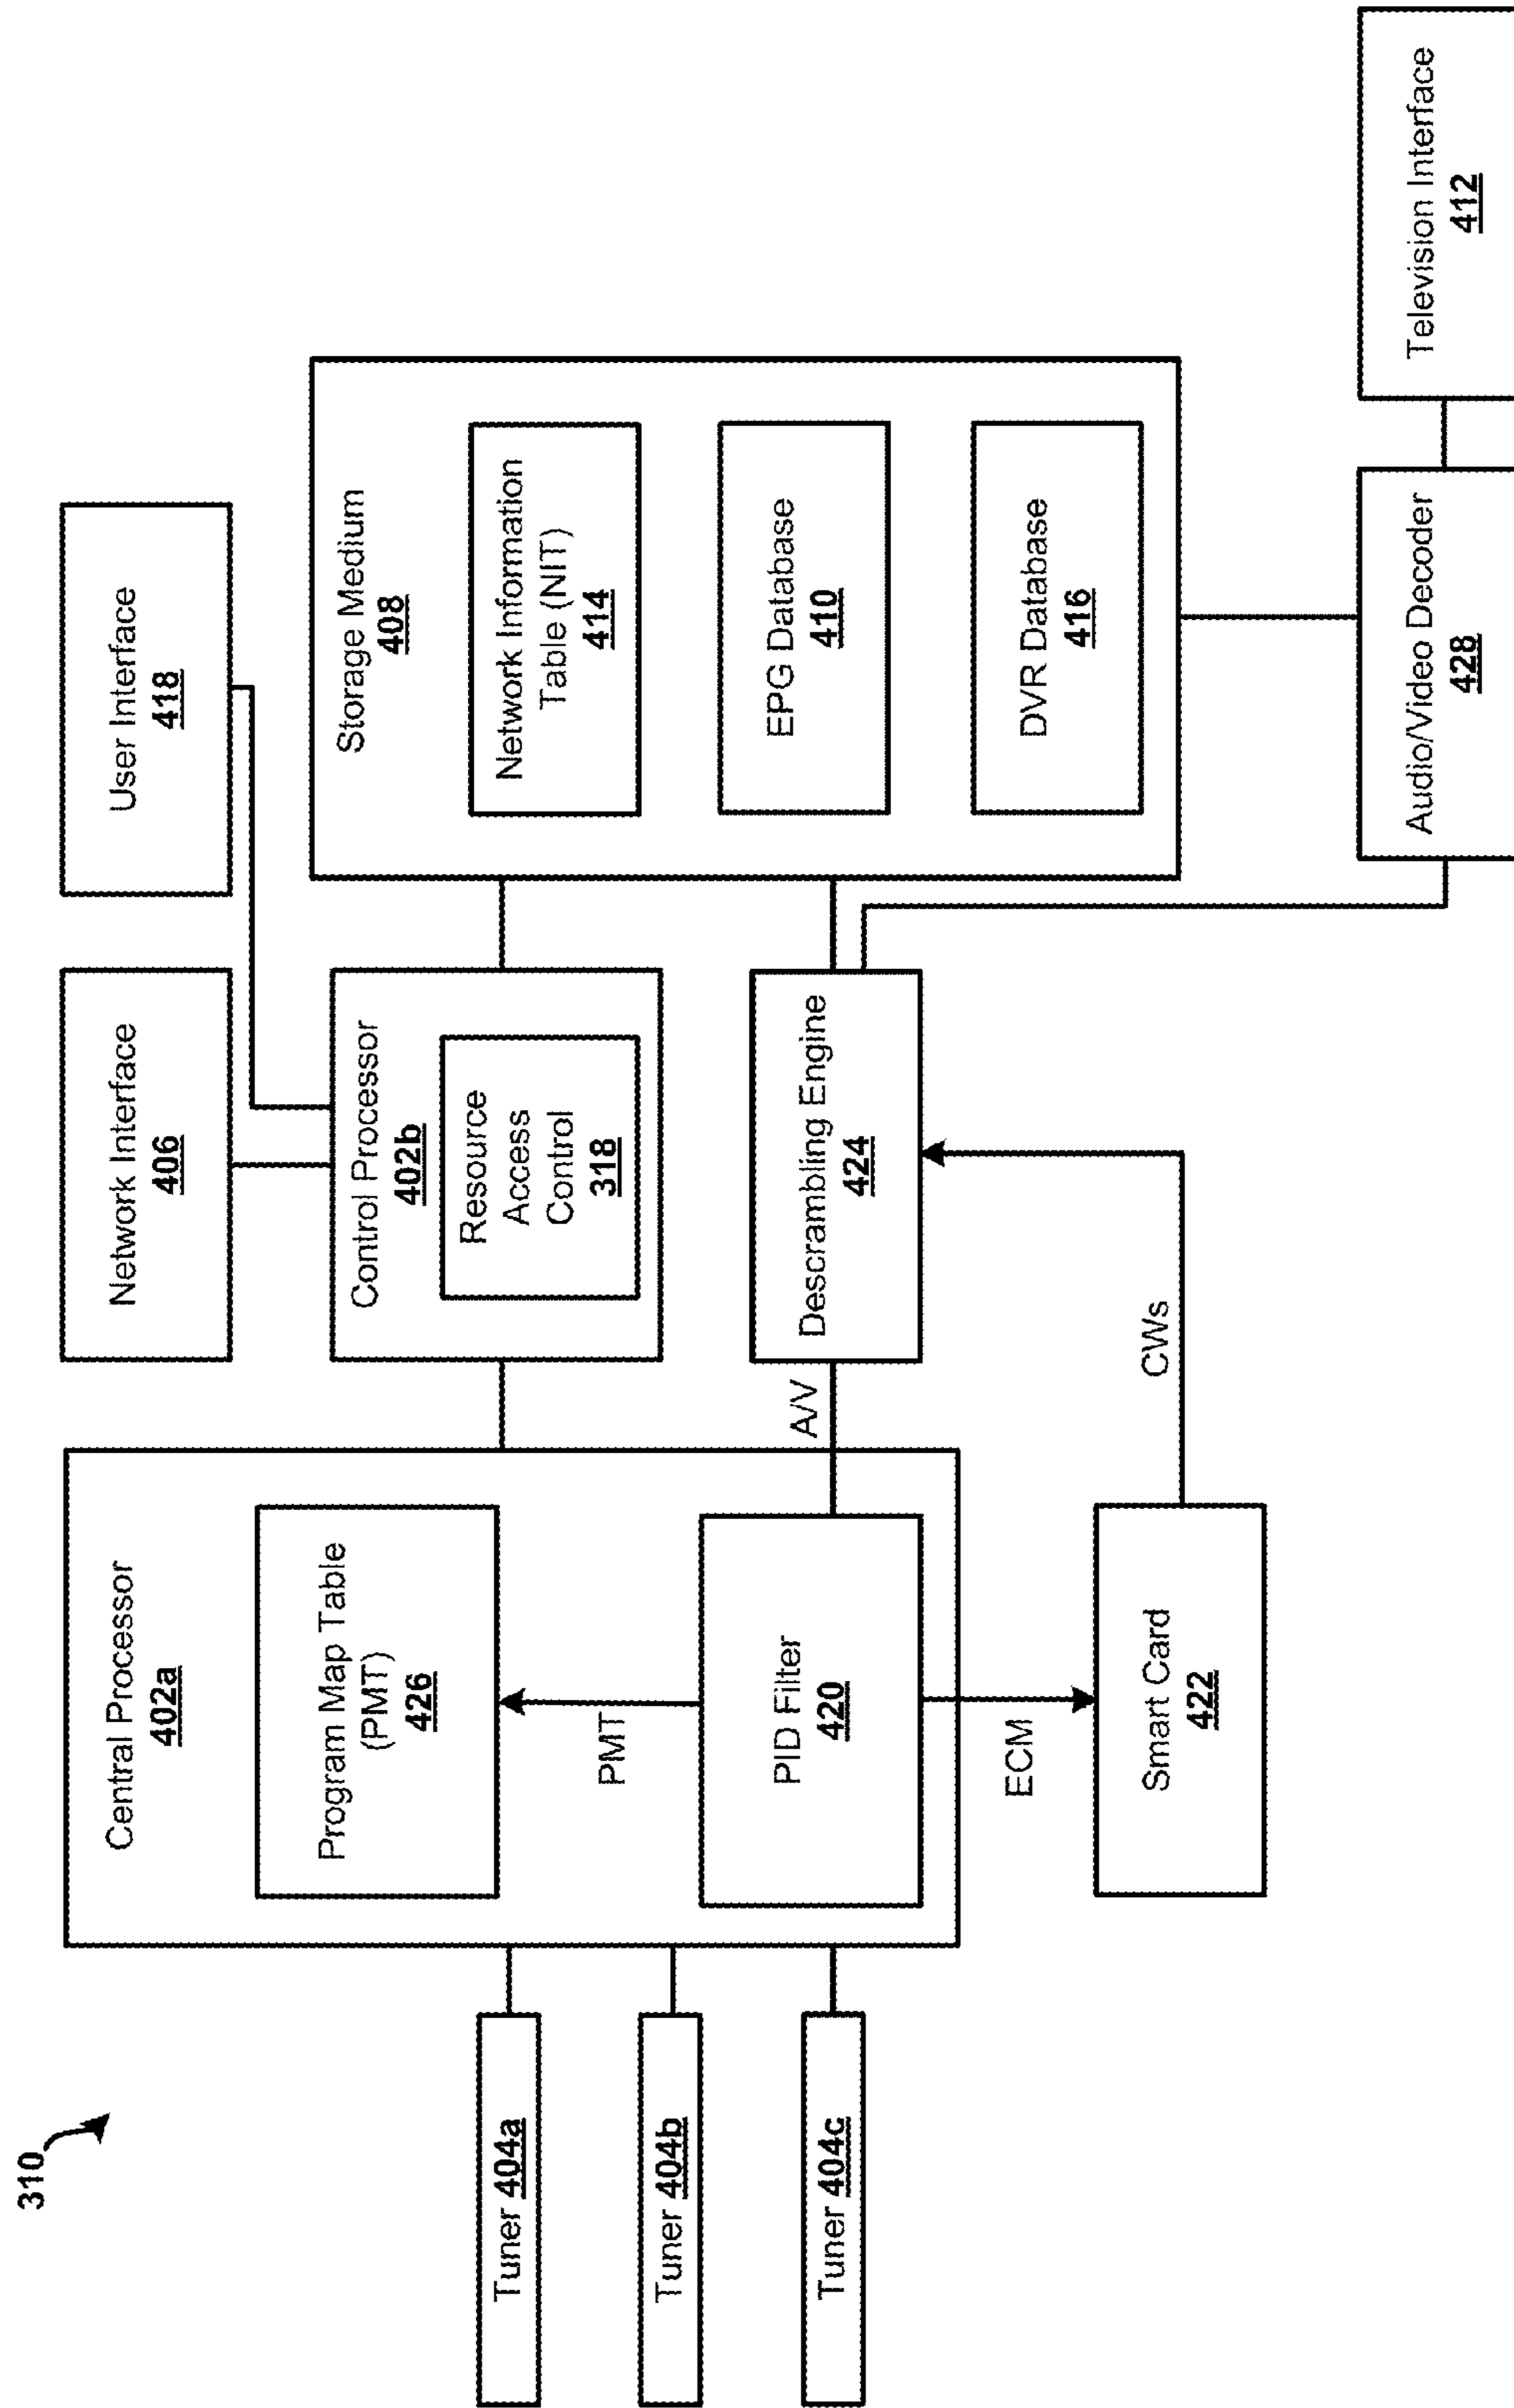 310
Tuner 404a
Tuner 404b
Tuner 404c
Central Processor
402a
Program Map Table
(PMT)
426
PMT
PID Filter
420
ECM
Smart Card
422
A/V
CWs
Network Interface
406
Control Processor
402b
Resource
Access
Control
318
Descrambling Engine
424
User Interface
418
Storage Medium
408
Network Information
Table (NIT)
414
EPG Database
410
DVR Database
416
Audio/Video Decoder
428
Television Interface
412